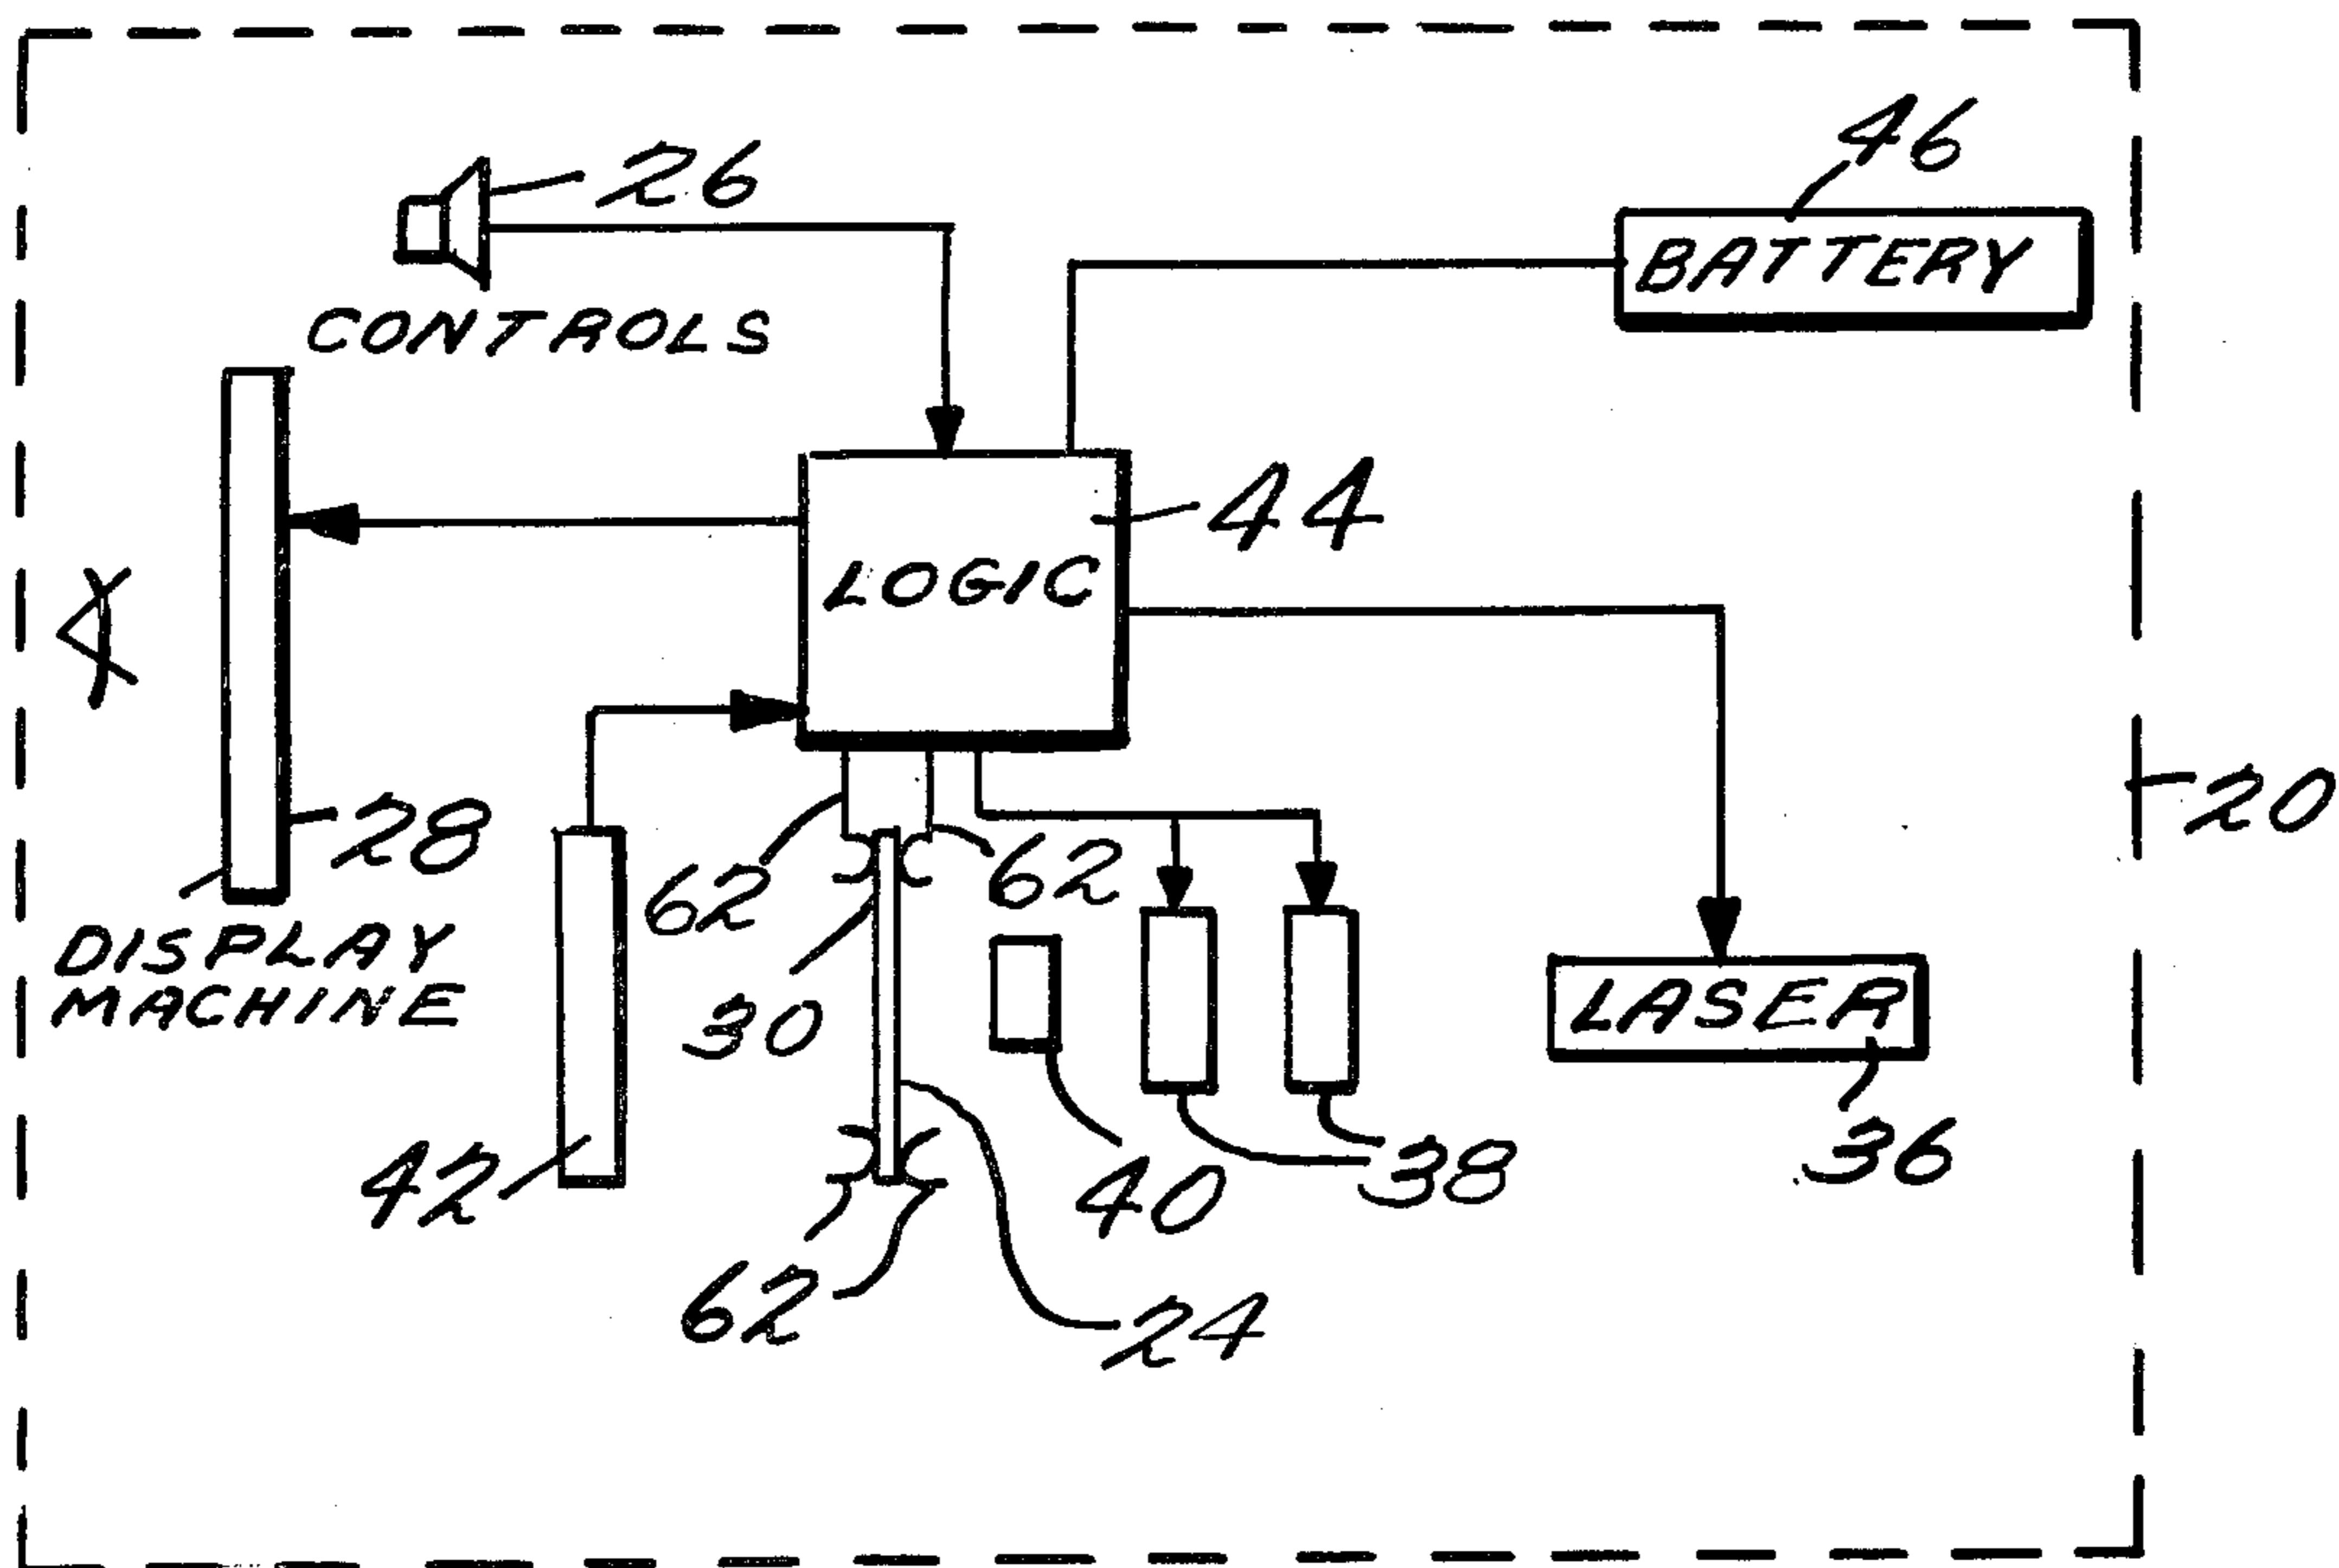 26
46
BATTERY
CONTROLS
44
LOGIC
20
28
62
62
DISPLAY
MACHINE
30
LASER
42
40
38
36
62
24